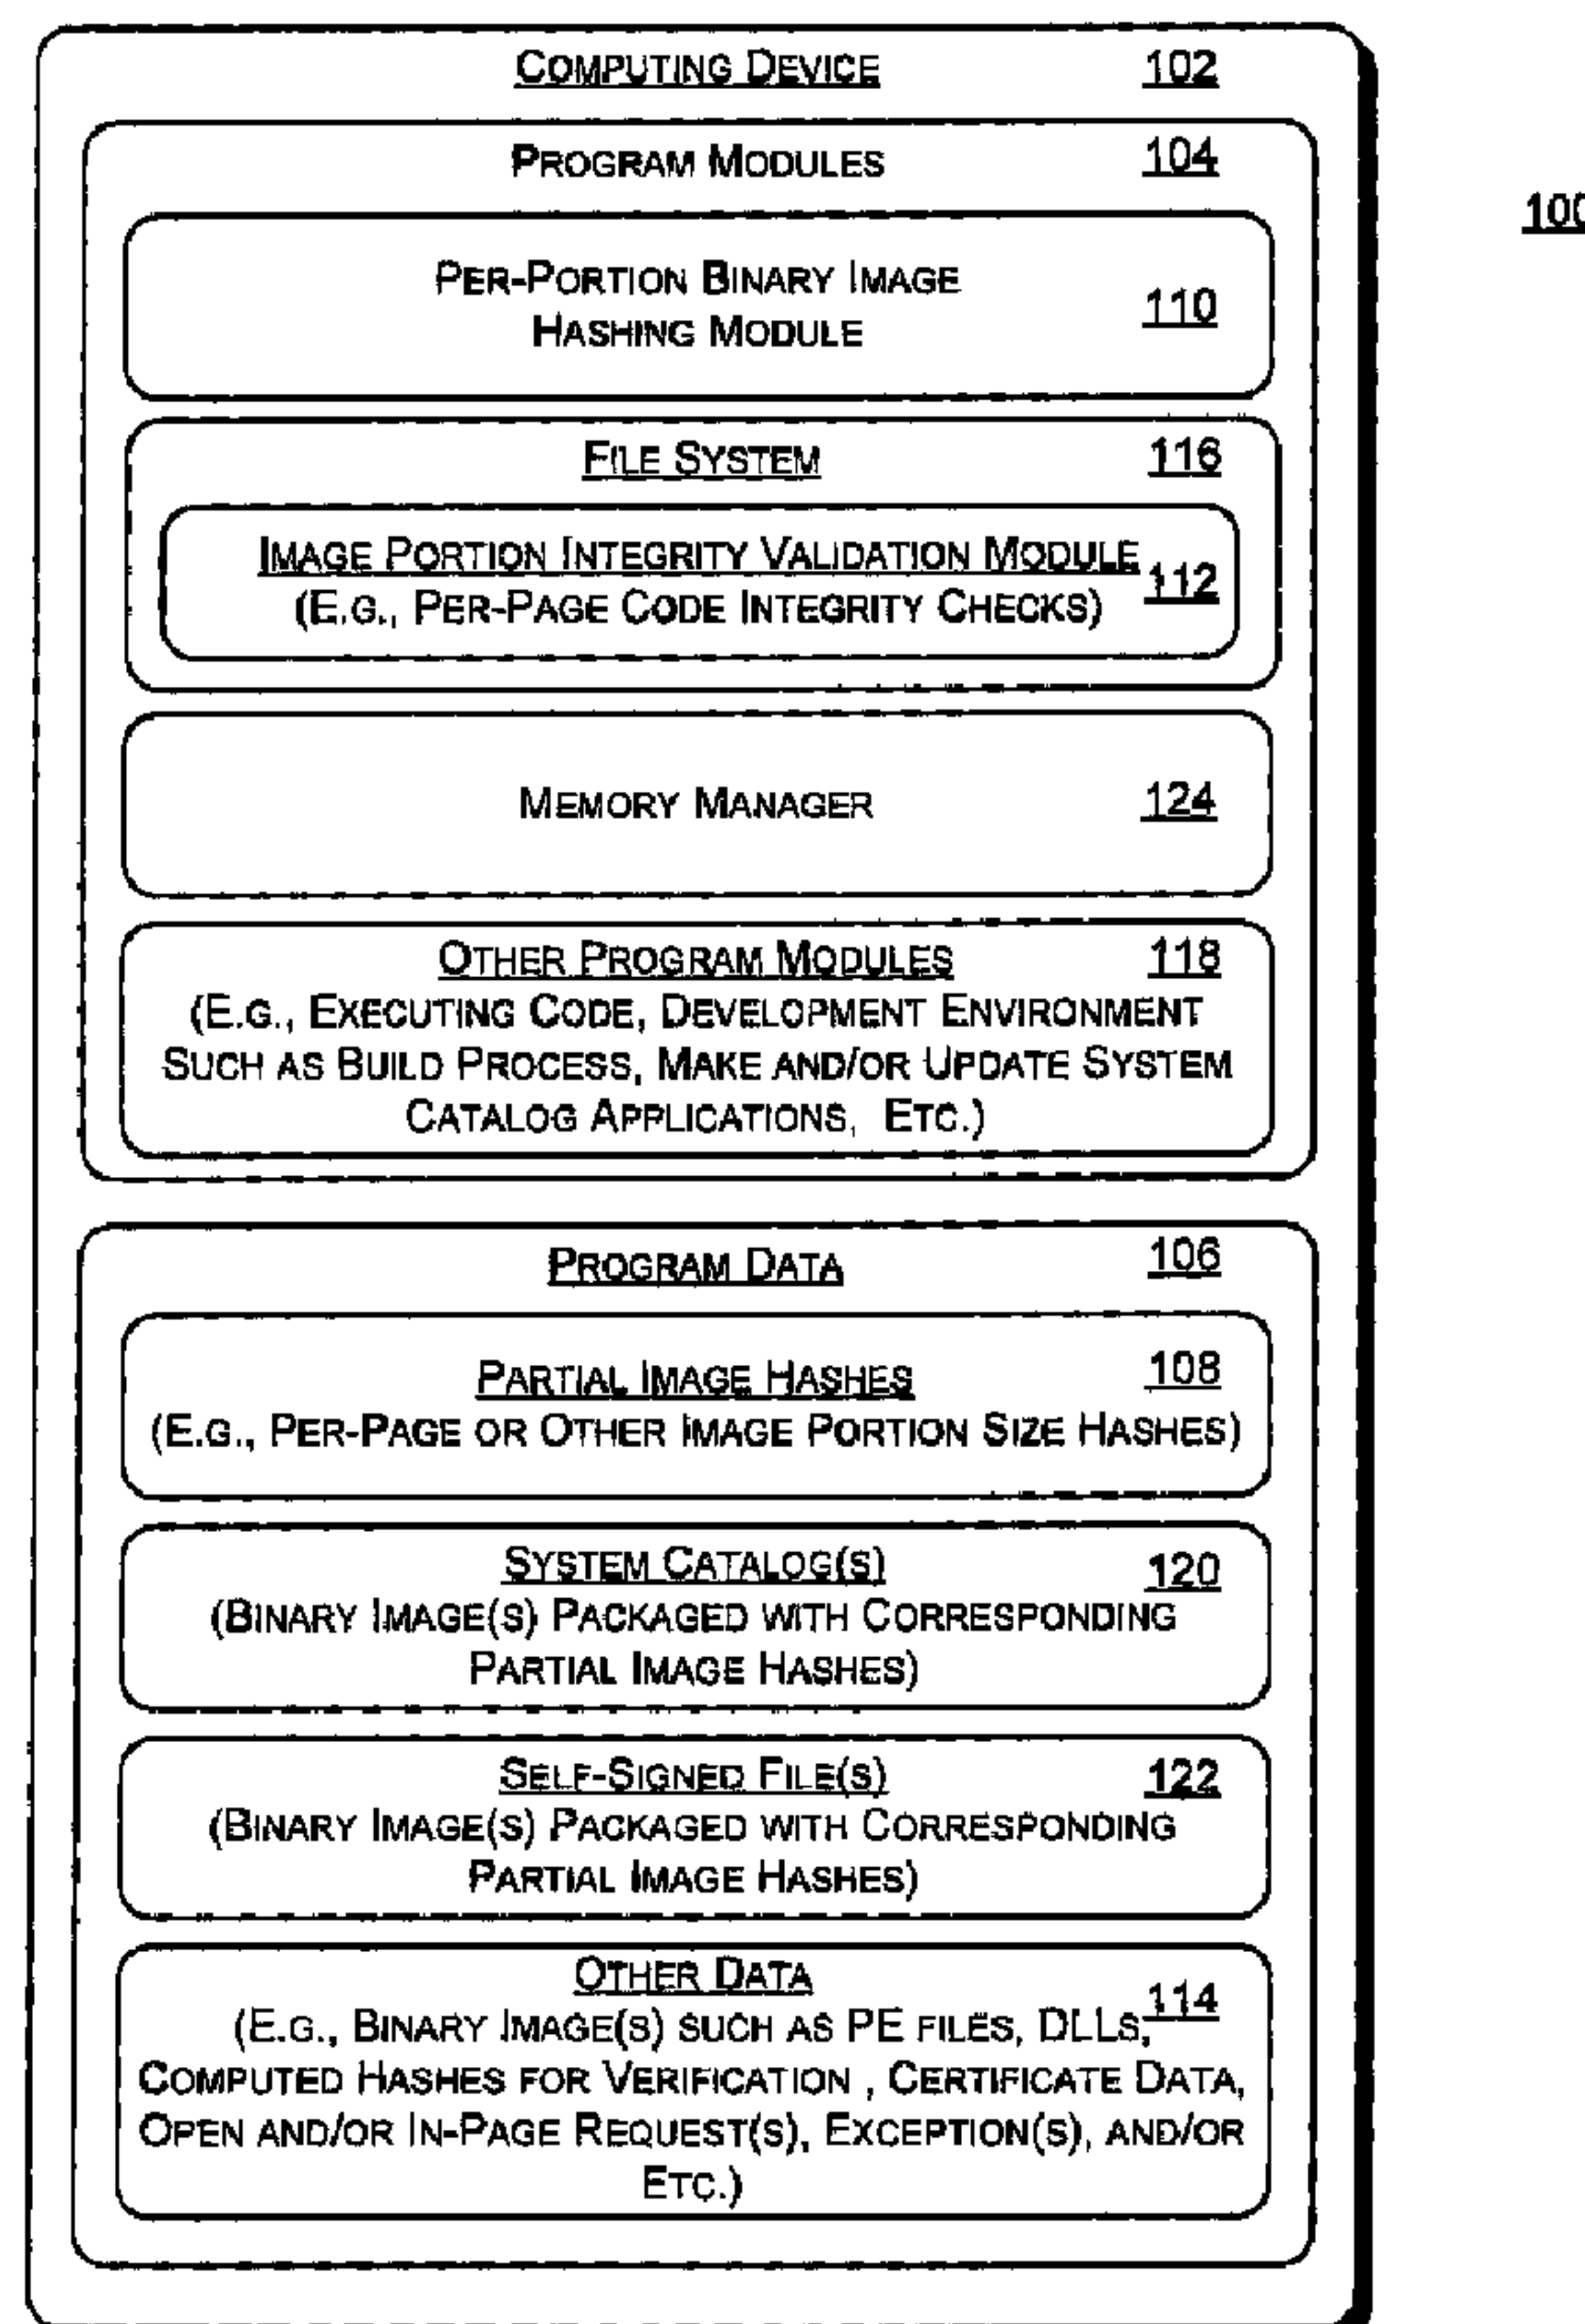 COMPUTING DEVICE 102
PROGRAM MODULES 104
100
PER-PORTION BINARY IMAGE
HASHING MODULE 110
FILE SYSTEM 116
IMAGE PORTION INTEGRITY VALIDATION MODULE
(E.G., PER-PAGE CODE INTEGRITY CHECKS) 112
MEMORY MANAGER 124
OTHER PROGRAM MODULES 118
(E.G., EXECUTING CODE, DEVELOPMENT ENVIRONMENT
SUCH AS BUILD PROCESS, MAKE AND/OR UPDATE SYSTEM
CATALOG APPLICATIONS, ETC.)
PROGRAM DATA 106
PARTIAL IMAGE HASHES 108
(E.G., PER-PAGE OR OTHER IMAGE PORTION SIZE HASHES)
SYSTEM CATALOG(S) 120
(BINARY IMAGE(S) PACKAGED WITH CORRESPONDING
PARTIAL IMAGE HASHES)
SELF-SIGNED FILE(S) 122
(BINARY IMAGE(S) PACKAGED WITH CORRESPONDING
PARTIAL IMAGE HASHES)
OTHER DATA 114
(E.G., BINARY IMAGE(S) SUCH AS PE FILES, DLLS,
COMPUTED HASHES FOR VERIFICATION , CERTIFICATE DATA,
OPEN AND/OR IN-PAGE REQUEST(S), EXCEPTION(S), AND/OR
ETC.)